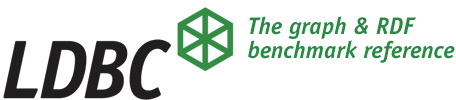 LDBC
The graph & RDF
benchmark reference